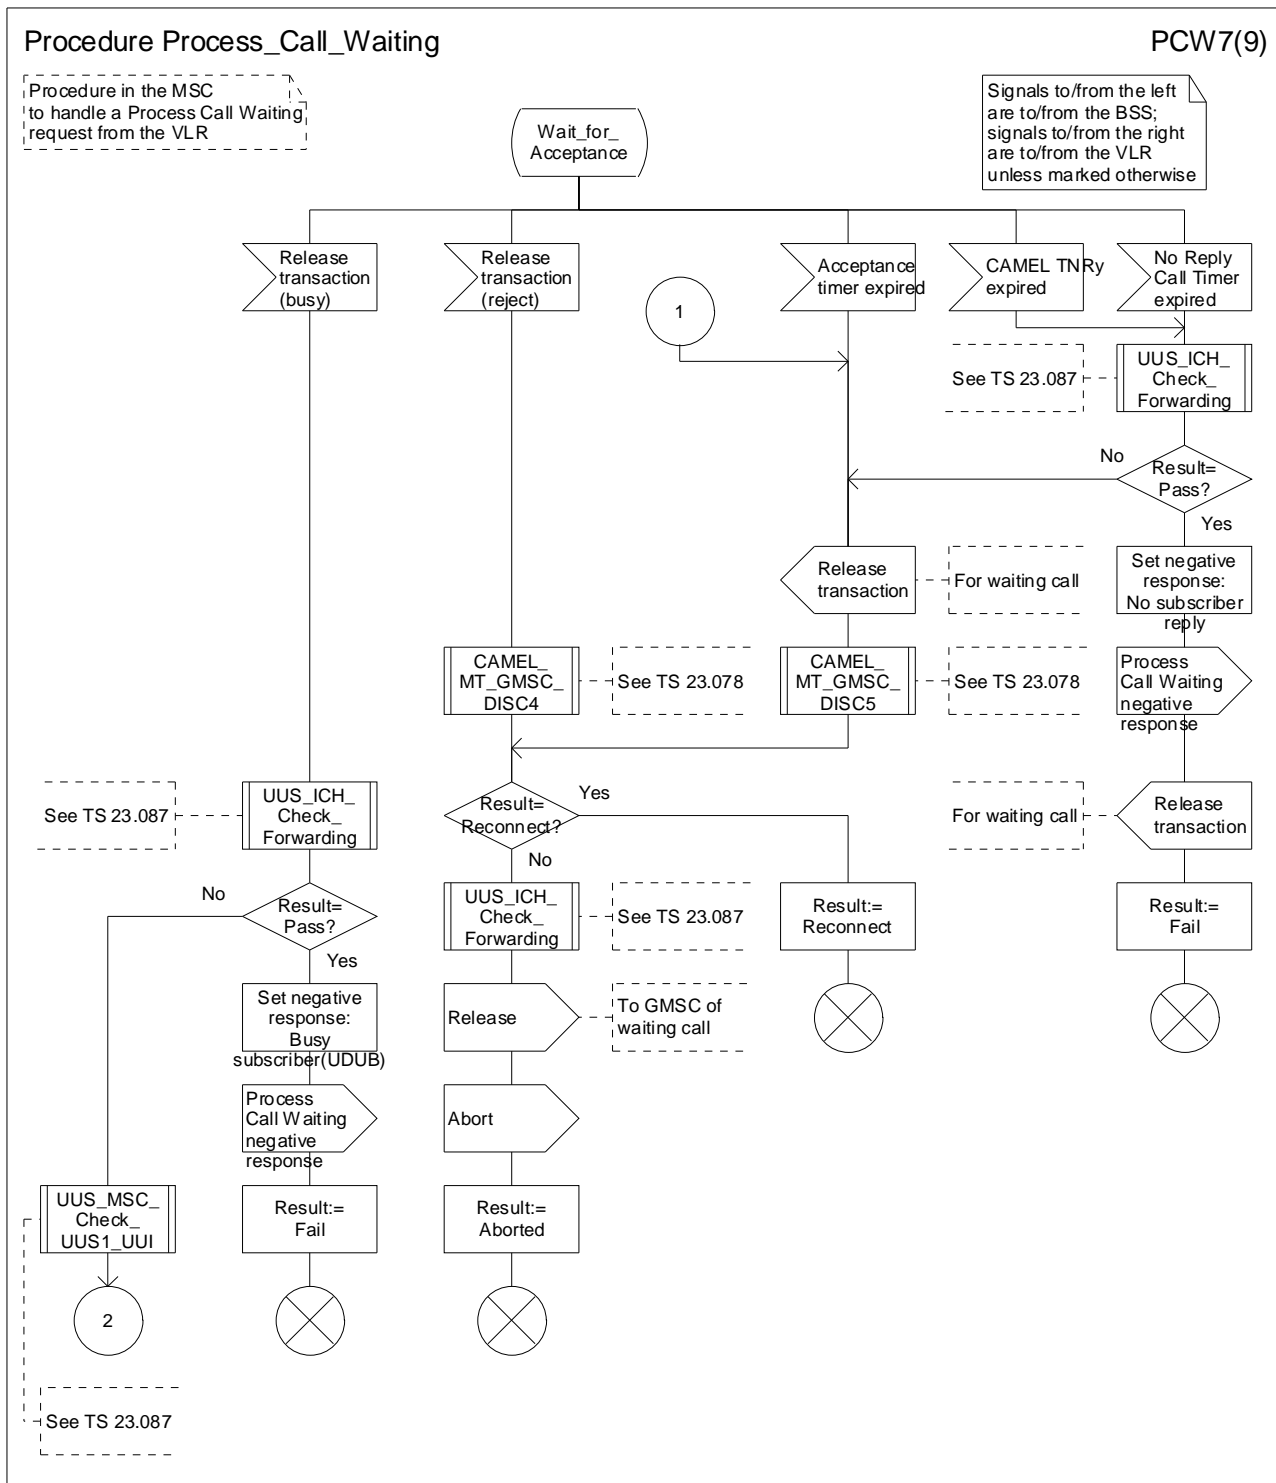 Procedure Process_Call_Waiting
PCW7(9)
Procedure in the MSC
to handle a Process Call Waiting
request from the VLR
Signals to/from the left
are to/from the BSS;
signals to/from the right
are to/from the VLR
unless marked otherwise
Wait_for_
Acceptance
Release
transaction
(busy)
Release
transaction
(reject)
Acceptance
timer expired
CAMEL TNRy
expired
No Reply
Call Timer
expired
1
See TS 23.087
UUS_ICH_
Check_
Forwarding
No
Result=
Pass?
Yes
Release
transaction
For waiting call
Set negative
response:
No subscriber
reply
CAMEL_
MT_GMSC_
DISC4
See TS 23.078
CAMEL_
MT_GMSC_
DISC5
See TS 23.078
Process
Call Waiting
negative
response
See TS 23.087
UUS_ICH_
Check_
Forwarding
Result=
Reconnect?
Yes
No
For waiting call
Release
transaction
No
Result=
Pass?
Yes
UUS_ICH_
Check_
Forwarding
See TS 23.087
Result:=
Reconnect
Result:=
Fail
Set negative
response:
Busy
subscriber(UDUB)
Release
To GMSC of
waiting call
Process
Call Waiting
negative
response
Abort
UUS_MSC_
Check_
UUS1_UUI
Result:=
Fail
Result:=
Aborted
2
See TS 23.087